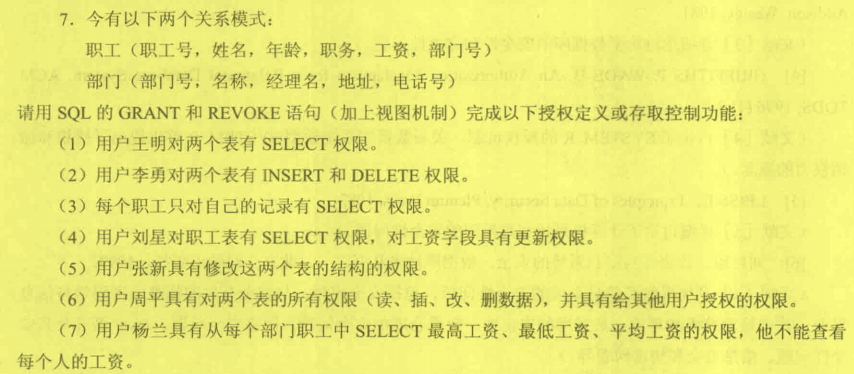 7. 今有以下两个关系模式：
职工（职工号，姓名，年龄，职务，工资，部门号）
部门（部门号，名称，经理名，地址，电话号）
请用 SQL 的 GRANT 和 REVOKE 语句（加上视图机制）完成以下授权定义或存取控制功能：
（1）用户王明对两个表有 SELECT 权限。
（2）用户李勇对两个表有 INSERT 和 DELETE 权限。
（3）每个职工只对自己的记录有 SELECT 权限。
（4）用户刘星对职工表有 SELECT 权限，对工资字段具有更新权限。
（5）用户张新具有修改这两个表的结构的权限。
（6）用户周平具有对两个表的所有权限（读、插、改、删数据），并具有给其他用户授权的权限。
（7）用户杨兰具有从每个部门职工中 SELECT 最高工资、最低工资、平均工资的权限，他不能查看
每个人的工资。